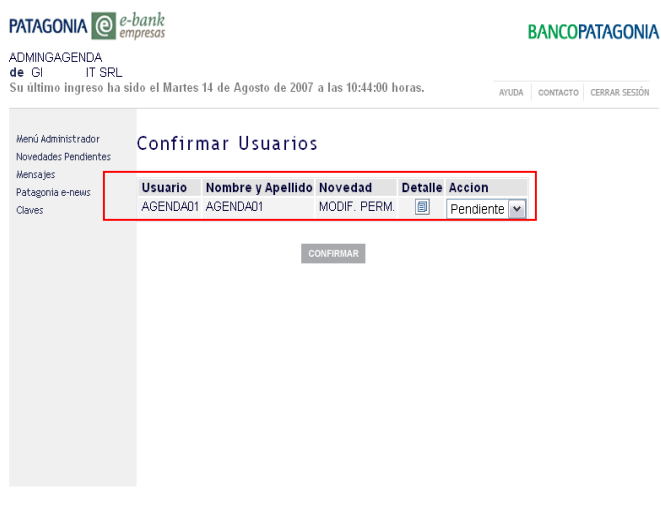 PATAGONIA e e-bank empresas
BANCOPATAGONIA
ADMINGAGENDA
de GI IT SRL
Su último ingreso ha sido el Martes 14 de Agosto de 2007 a las 10:44:00 horas.
AYUDA CONTACTO CERRAR SESIÓN
Menú Administrador
Novedades Pendientes
Mensajes
Patagonia e-news
Claves
Confirmar Usuarios
Usuario Nombre y Apellido Novedad Detalle Accion
AGENDA01 AGENDA01 MODIF. PERM. Pendiente
CONFIRMAR